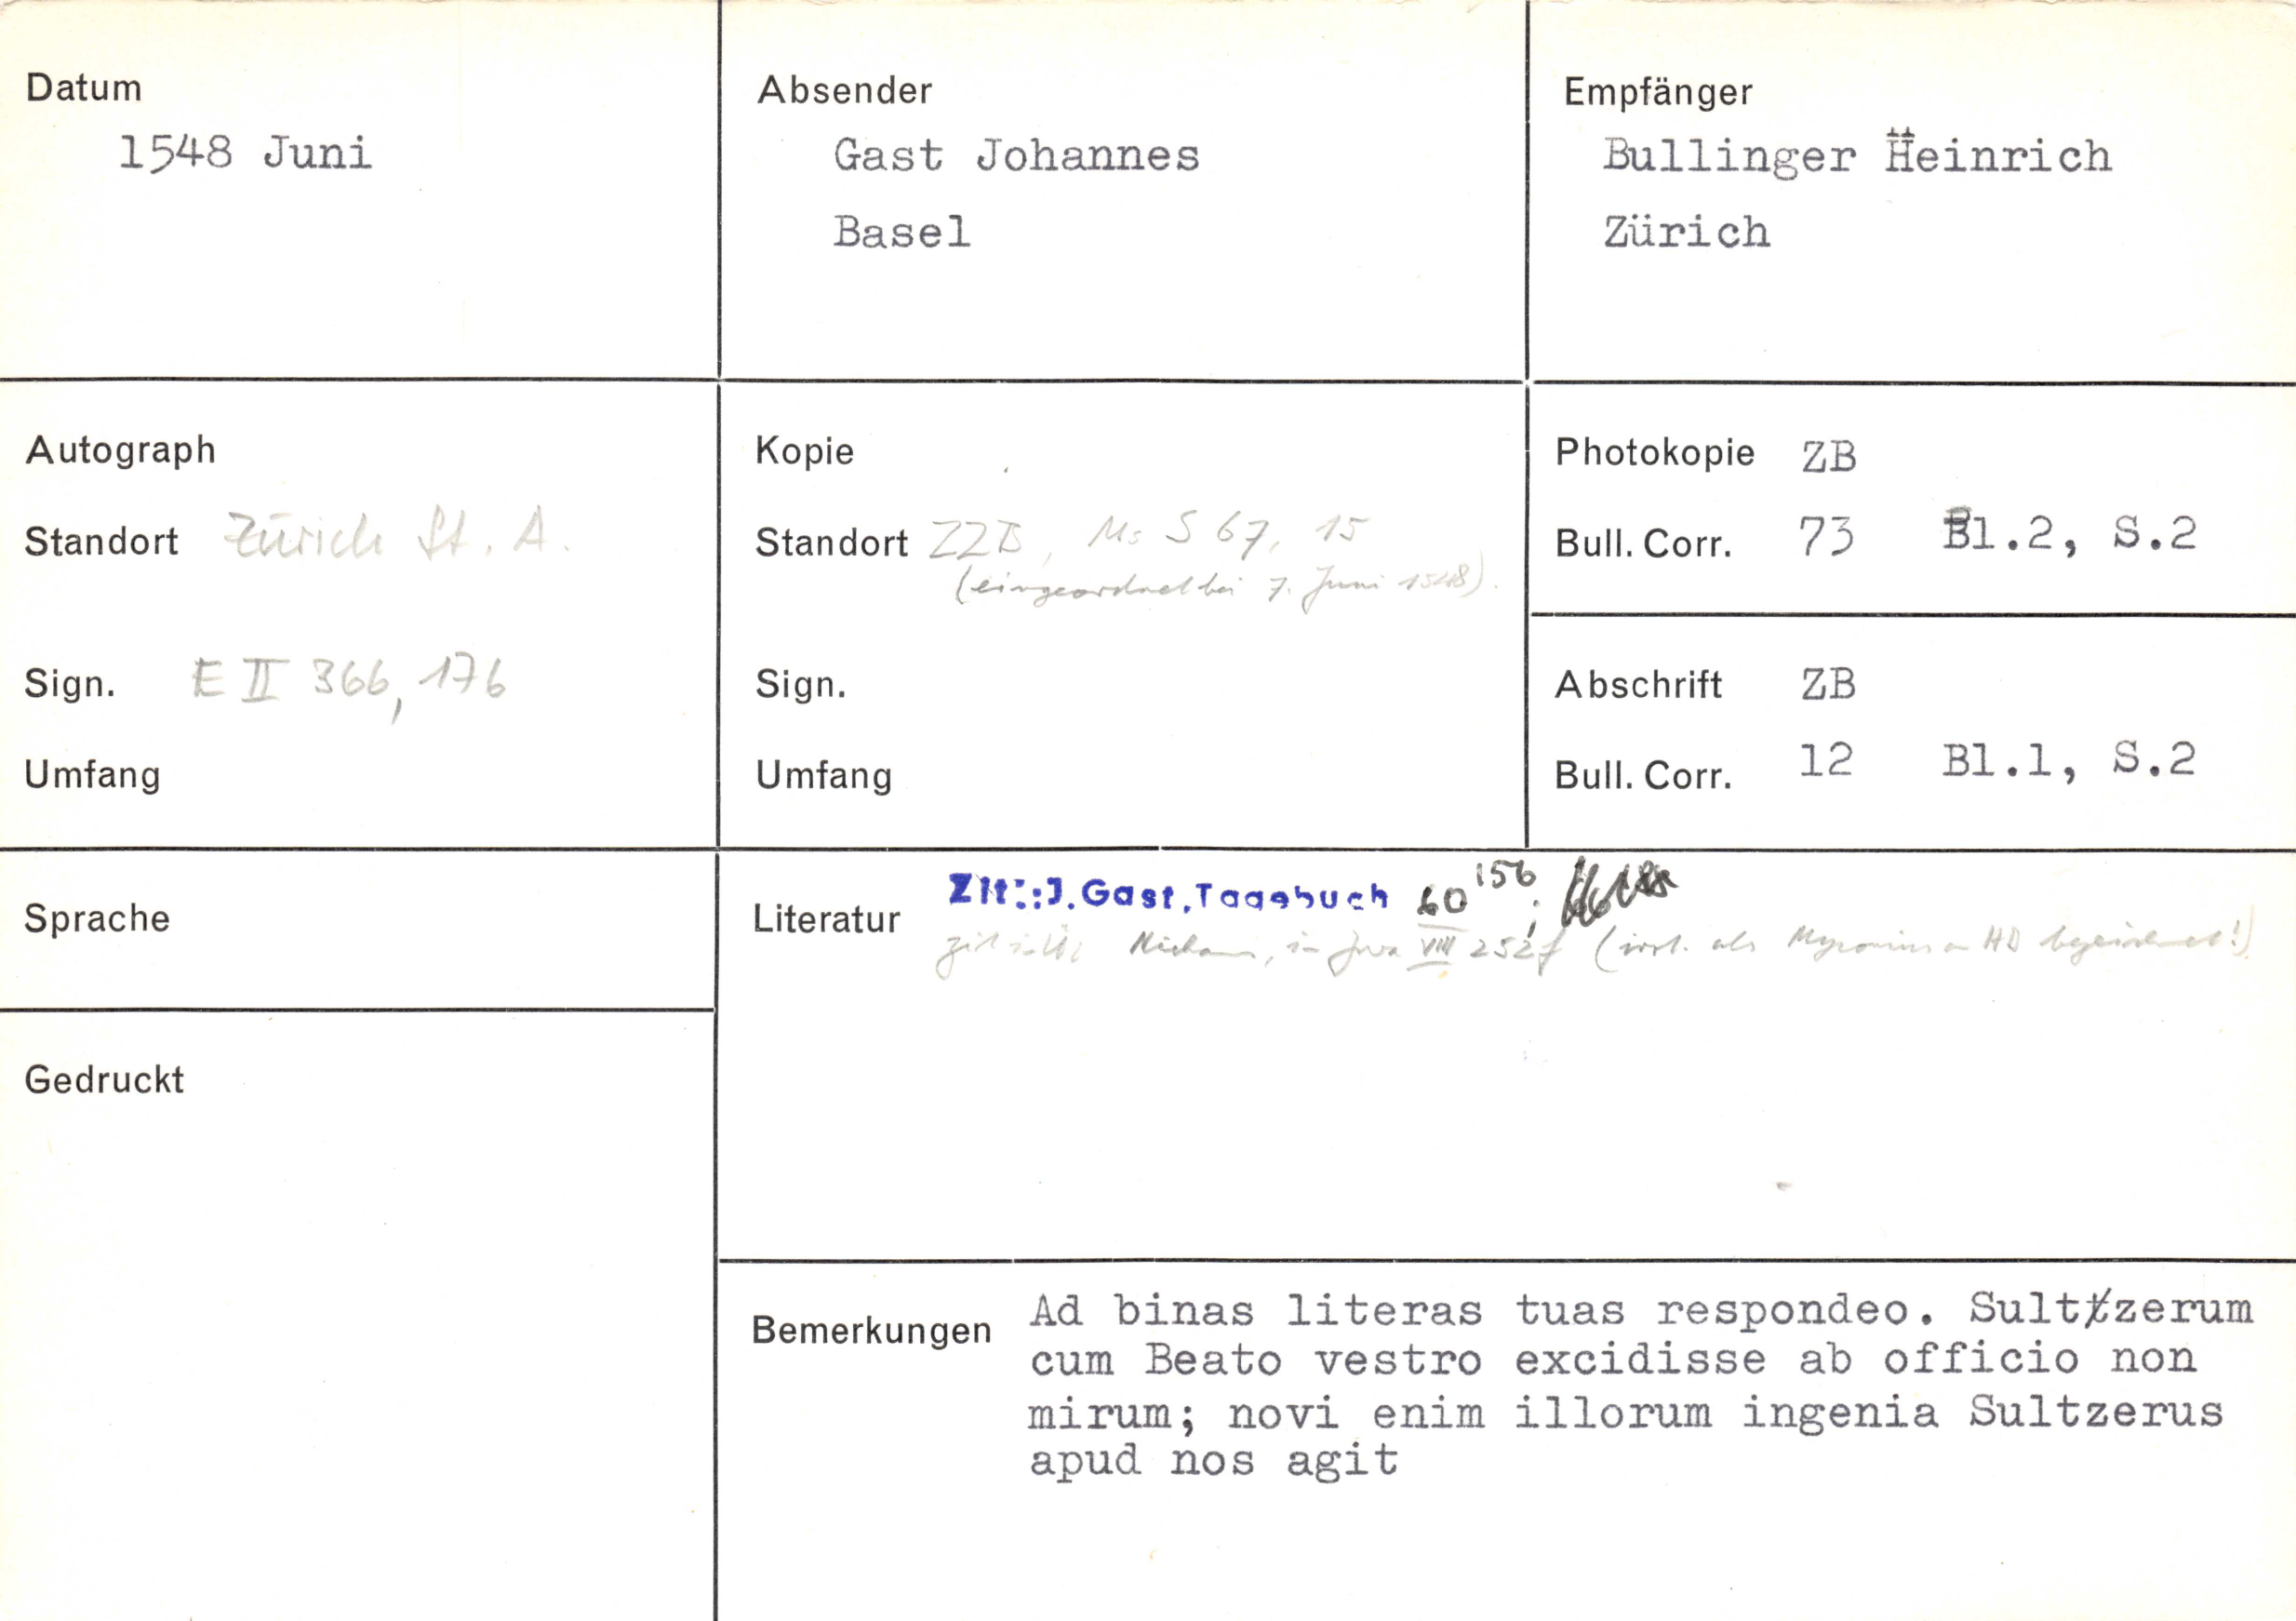 Datum
1548 Juni
Absender
Gast Johannes
Basel
Empfänger
Bullinger Heinrich
Zürich
Autograph
Standort Zürich St. A.
Sign. E II 366, 176
Umfang
Kopie
Standort ZZB, Ms S 67, 15
(eingeordnet bei 7. Juni 1548).
Sign.
Umfang
Photokopie ZB
Bull. Corr. 73 Bl.2, S.2
Abschrift ZB
Bull. Corr. 12 Bl.1, S.2
Sprache
Gedruckt
Literatur Zit.: J. Gast, Tagebuch 60 156;
in Zwa VIII 252f (irrt. als Myconius an HB bezeichnet!)
Bemerkungen Ad binas literas tuas respondeo. Sultzerum
cum Beato vestro excidisse ab officio non
mirum; novi enim illorum ingenia Sultzerus
apud nos agit